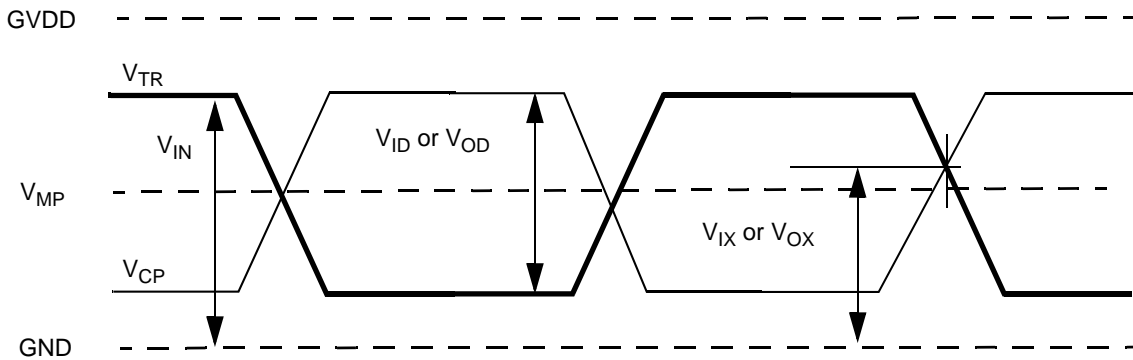 GVDD
VTR
VIN
VID or VOD
VMP
VIX or VOX
VCP
GND